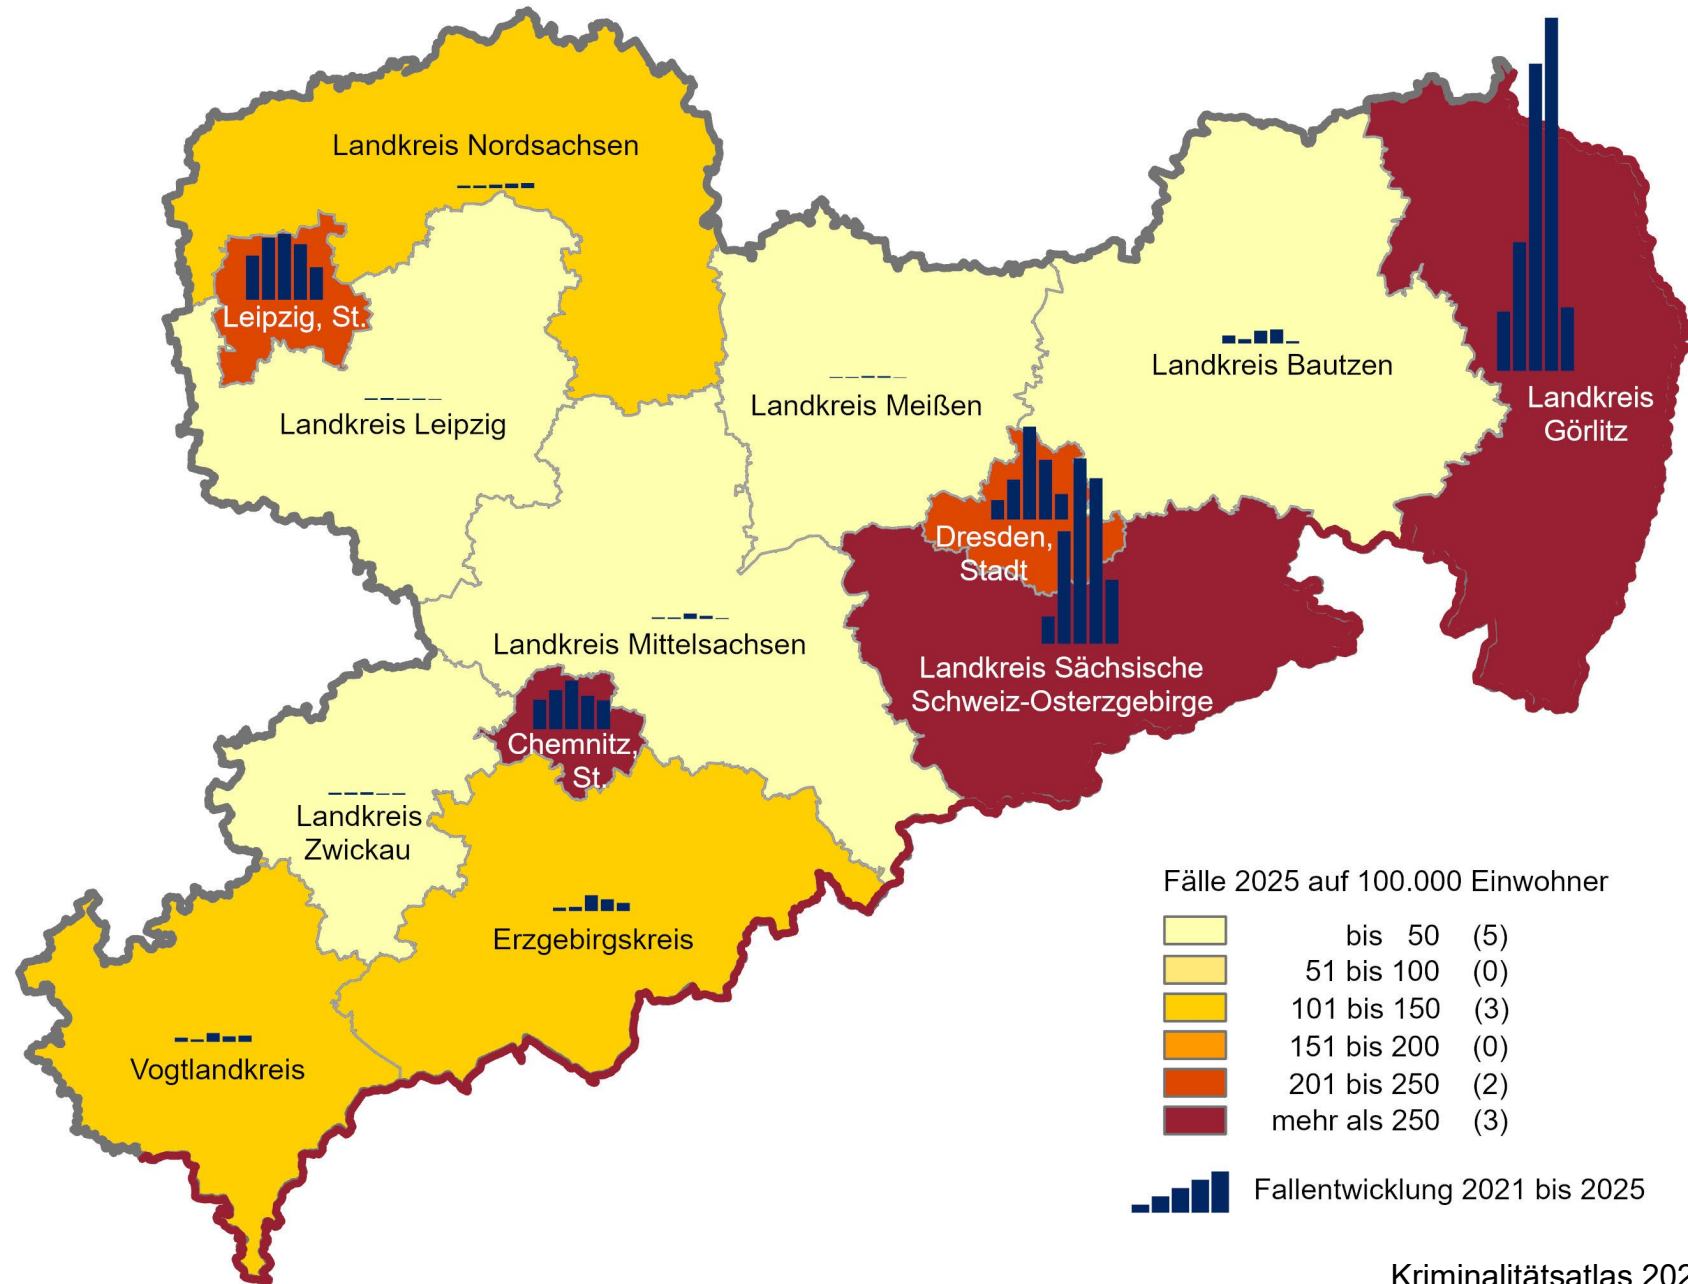 Landkreis Nordsachsen
Leipzig, St.
Landkreis Leipzig
Landkreis Meißen
Landkreis Bautzen
Landkreis
Görlitz
Dresden,
Stadt
Landkreis Mittelsachsen
Landkreis Sächsische
Schweiz-Osterzgebirge
Chemnitz,
St.
Landkreis
Zwickau
Erzgebirgskreis
Vogtlandkreis
Fälle 2025 auf 100.000 Einwohner
bis 50 (5)
51 bis 100 (0)
101 bis 150 (3)
151 bis 200 (0)
201 bis 250 (2)
mehr als 250 (3)
Fallentwicklung 2021 bis 2025
Kriminalitätsatlas